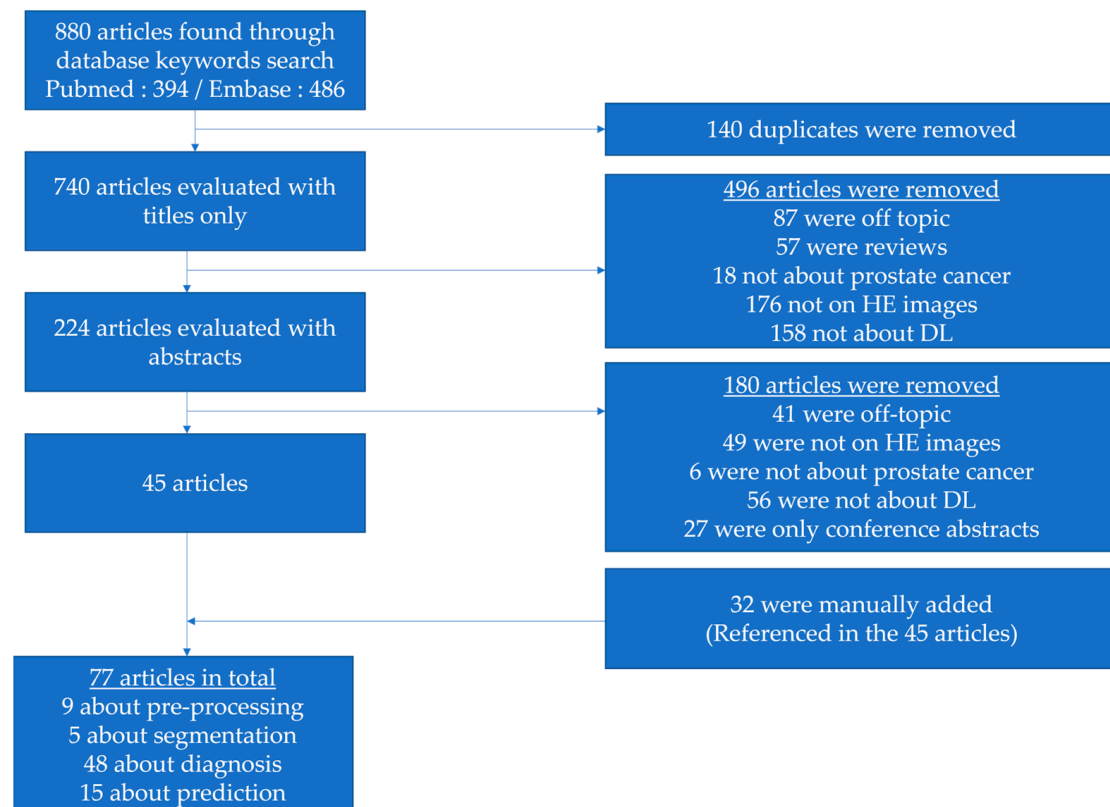 880 articles found through
database keywords search
Pubmed : 394 / Embase : 486
140 duplicates were removed
740 articles evaluated with
titles only
496 articles were removed
87 were off topic
57 were reviews
18 not about prostate cancer
176 not on HE images
158 not about DL
224 articles evaluated with
abstracts
180 articles were removed
41 were off-topic
49 were not on HE images
6 were not about prostate cancer
56 were not about DL
27 were only conference abstracts
45 articles
32 were manually added
(Referenced in the 45 articles)
77 articles in total
9 about pre-processing
5 about segmentation
48 about diagnosis
15 about prediction